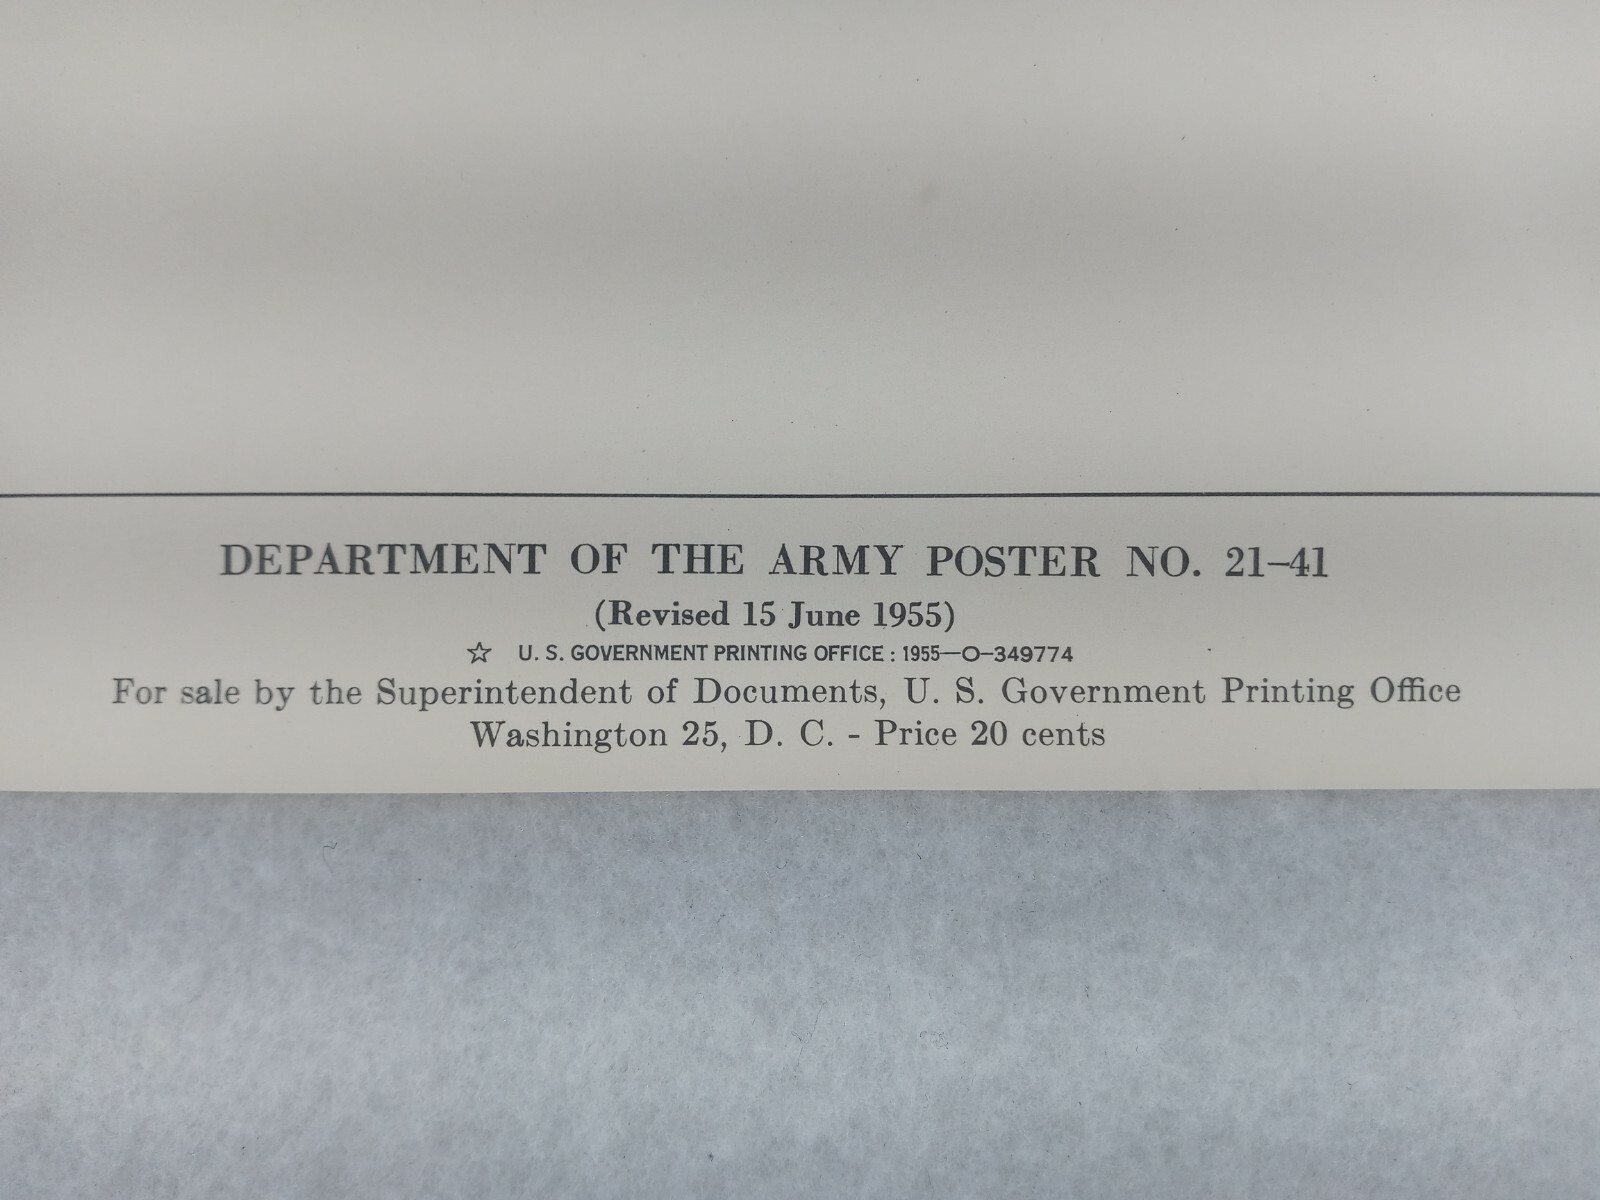 DEPARTMENT OF THE ARMY POSTER NO. 21–41
(Revised 15 June 1955)
☆ U. S. GOVERNMENT PRINTING OFFICE : 1955—O–349774
For sale by the Superintendent of Documents, U. S. Government Printing Office
Washington 25, D. C. - Price 20 cents